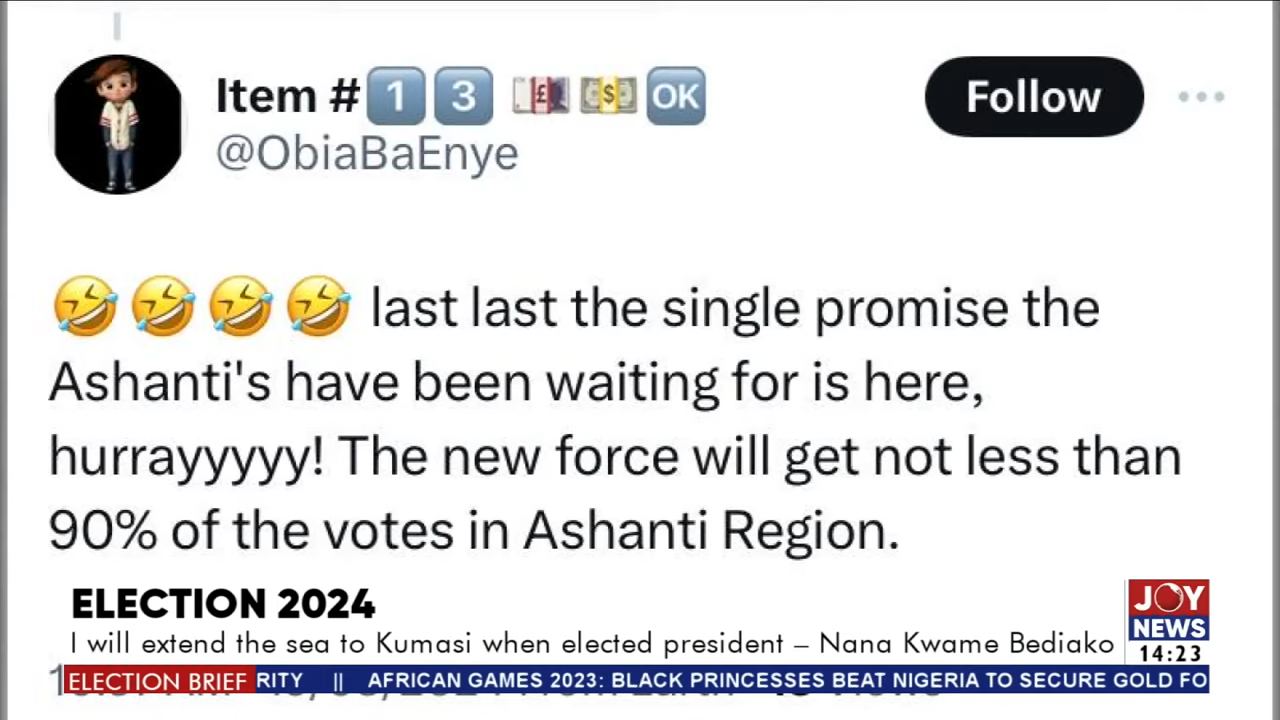 Item #1️⃣3️⃣ 💷💵🆗
Follow
@ObiaBaEnye
🤣🤣🤣🤣 last last the single promise the
Ashanti's have been waiting for is here,
hurrayyyyy! The new force will get not less than
90% of the votes in Ashanti Region.
ELECTION 2024
I will extend the sea to Kumasi when elected president – Nana Kwame Bediako
JOY
NEWS
14:23
ELECTION BRIEF
RITY || AFRICAN GAMES 2023: BLACK PRINCESSES BEAT NIGERIA TO SECURE GOLD FO